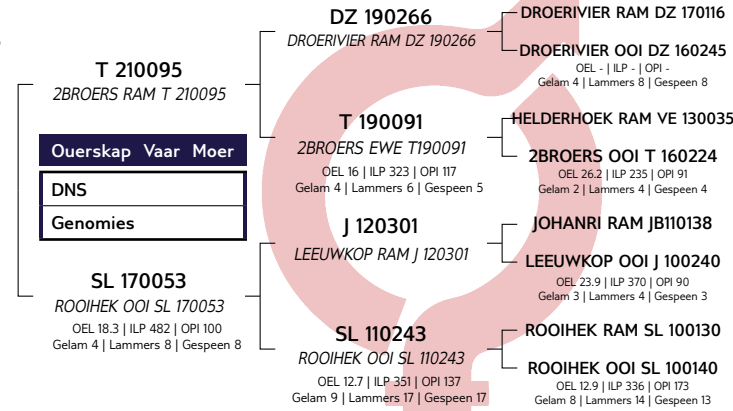 T 210095
2BROERS RAM T 210095
Ouerskap Vaar Moer
DNS
Genomies
SL 170053
ROOIHEK OOI SL 170053
OEL 18.3 | ILP 482 | OPI 100
Gelam 4 | Lammers 8 | Gespeen 8
DZ 190266
DROERIVIER RAM DZ 190266
T 190091
2BROERS EWE T190091
OEL 16 | ILP 323 | OPI 117
Gelam 4 | Lammers 6 | Gespeen 5
J 120301
LEEUWKOP RAM J 120301
SL 110243
ROOIHEK OOI SL 110243
OEL 12.7 | ILP 351 | OPI 137
Gelam 9 | Lammers 17 | Gespeen 17
DROERIVIER RAM DZ 170116
DROERIVIER OOI DZ 160245
OEL - | ILP - | OPI -
Gelam 4 | Lammers 8 | Gespeen 8
HELDERHOEK RAM VE 130035
2BROERS OOI T 160224
OEL 26.2 | ILP 235 | OPI 91
Gelam 2 | Lammers 4 | Gespeen 4
JOHANRI RAM JB110138
LEEUWKOP OOI J 100240
OEL 23.9 | ILP 370 | OPI 90
Gelam 3 | Lammers 4 | Gespeen 3
ROOIHEK RAM SL 100130
ROOIHEK OOI SL 100140
OEL 12.9 | ILP 336 | OPI 173
Gelam 8 | Lammers 14 | Gespeen 13